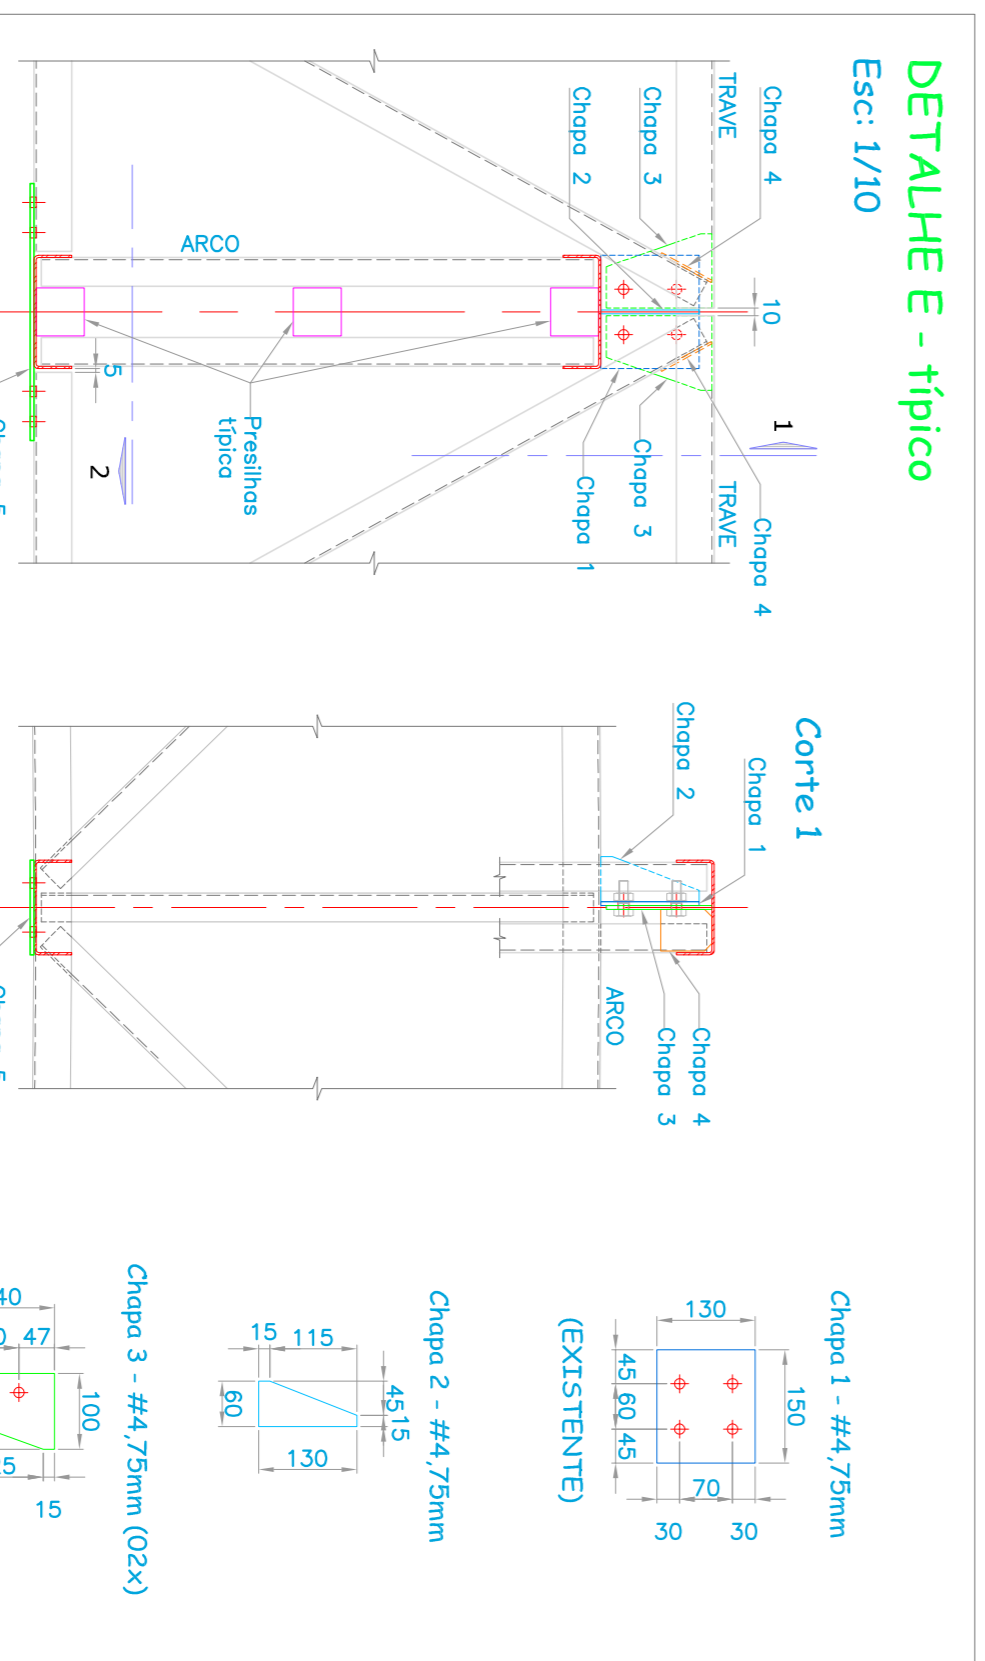 DETALHE E - típico
Esc: 1/10
TRAVE
Chapa 4
Chapa 3
Chapa 2
10
1
TRAVE
Chapa 4
Chapa 3
Chapa 1
ARCO
5
Presilhas
típica
2
Corte 1
Chapa 1
Chapa 2
ARCO
Chapa 4
Chapa 3
Chapa 1 - #4,75mm
(EXISTENTE)
130
150
45
60
45
70
30
30
Chapa 2 - #4,75mm
15
115
45
15
60
130
Chapa 3 - #4,75mm (02x)
47
100
15